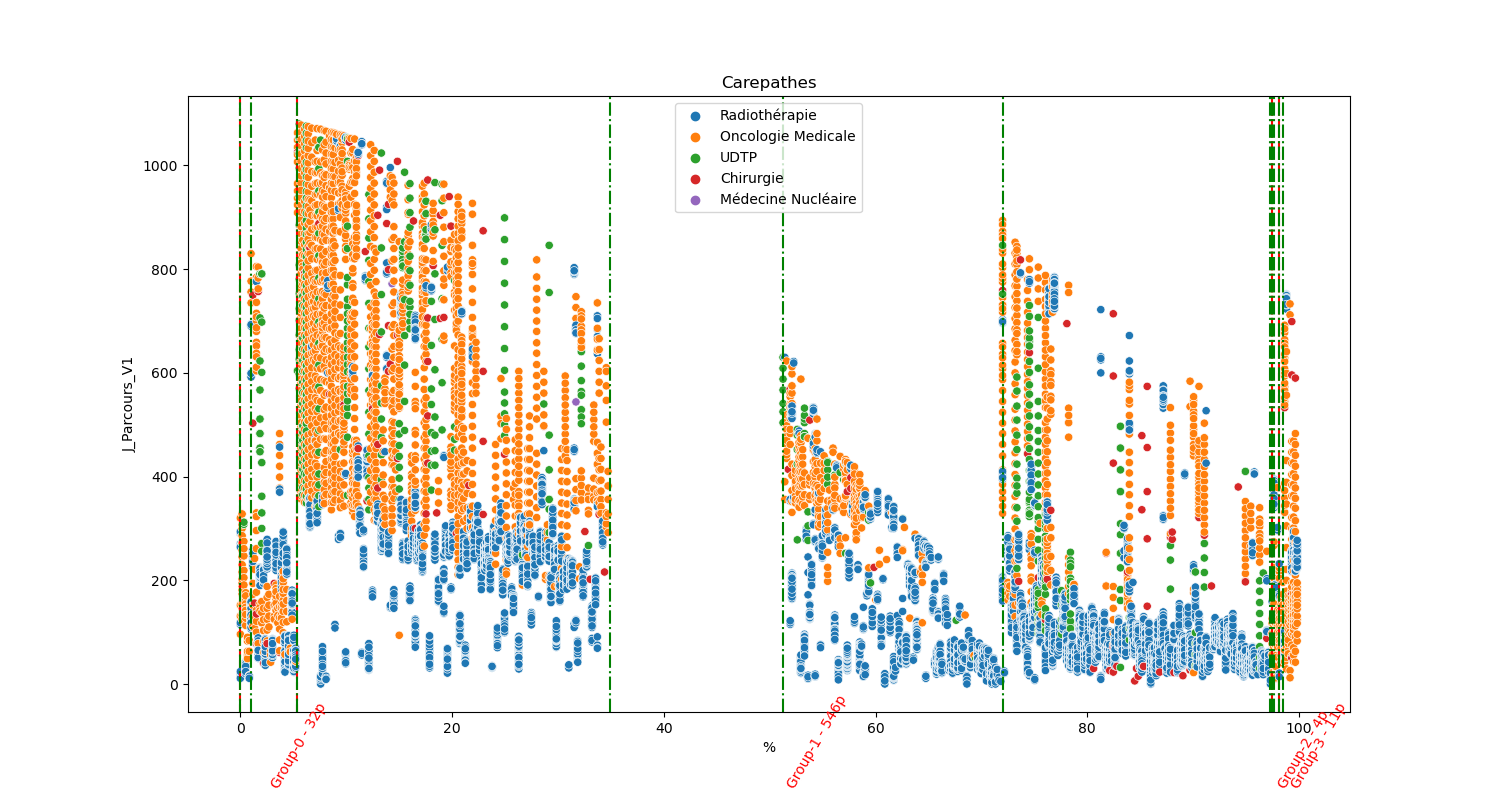 Carepathes
Radiothérapie
Oncologie Medicale
UDTP
Chirurgie
Médecine Nucléaire
J_Parcours_V1
1000
800
600
400
200
0
0
20
40
60
80
100
%
Group-0 - 32p
Group-1 - 546p
Group-2 - 4p
Group-3 - 11p